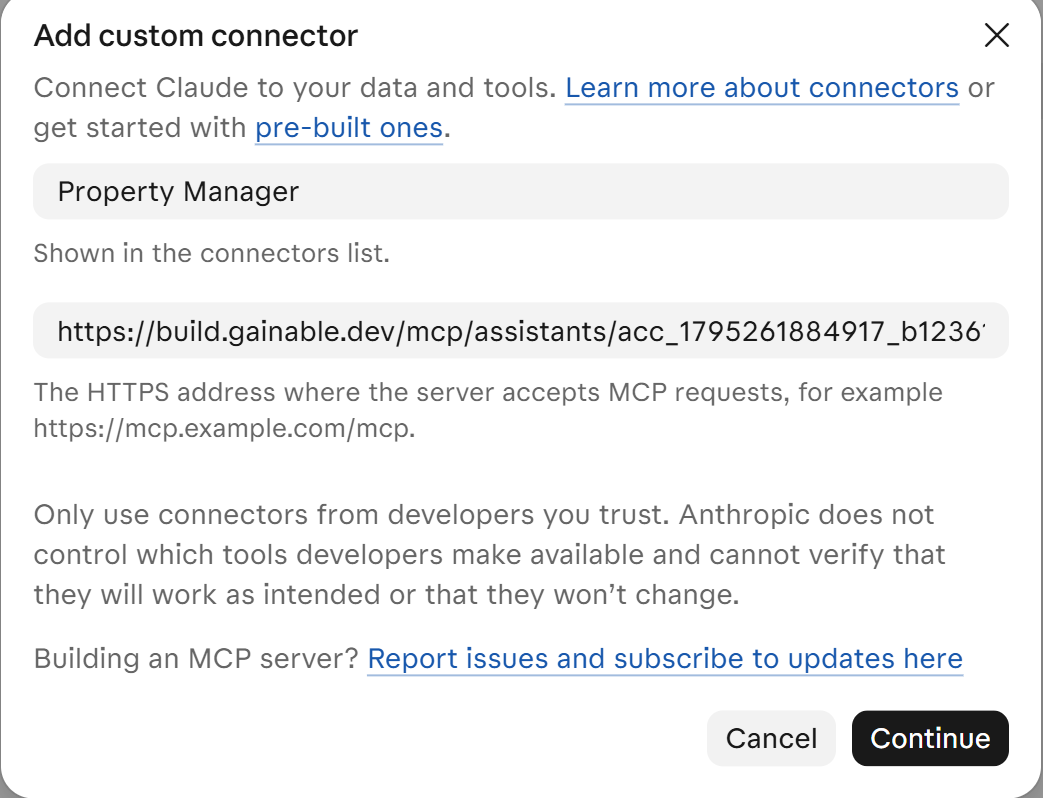 Add custom connector
Connect Claude to your data and tools. Learn more about connectors or
get started with pre-built ones.
Property Manager
Shown in the connectors list.
https://build.gainable.dev/mcp/assistants/acc_1795261884917_b1236
The HTTPS address where the server accepts MCP requests, for example
https://mcp.example.com/mcp.
Only use connectors from developers you trust. Anthropic does not
control which tools developers make available and cannot verify that
they will work as intended or that they won’t change.
Building an MCP server? Report issues and subscribe to updates here
Cancel Continue